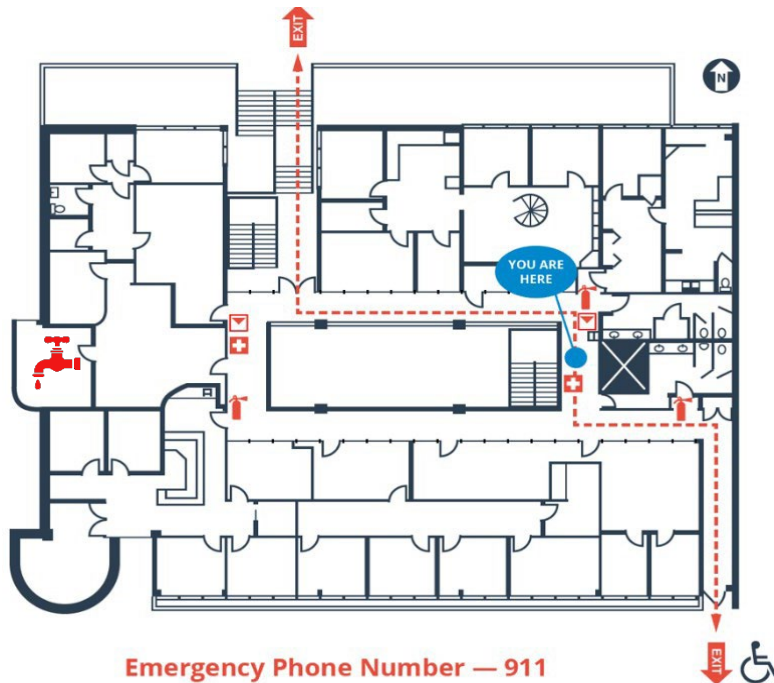 EXIT
N
YOU ARE
HERE
Emergency Phone Number — 911
EXIT